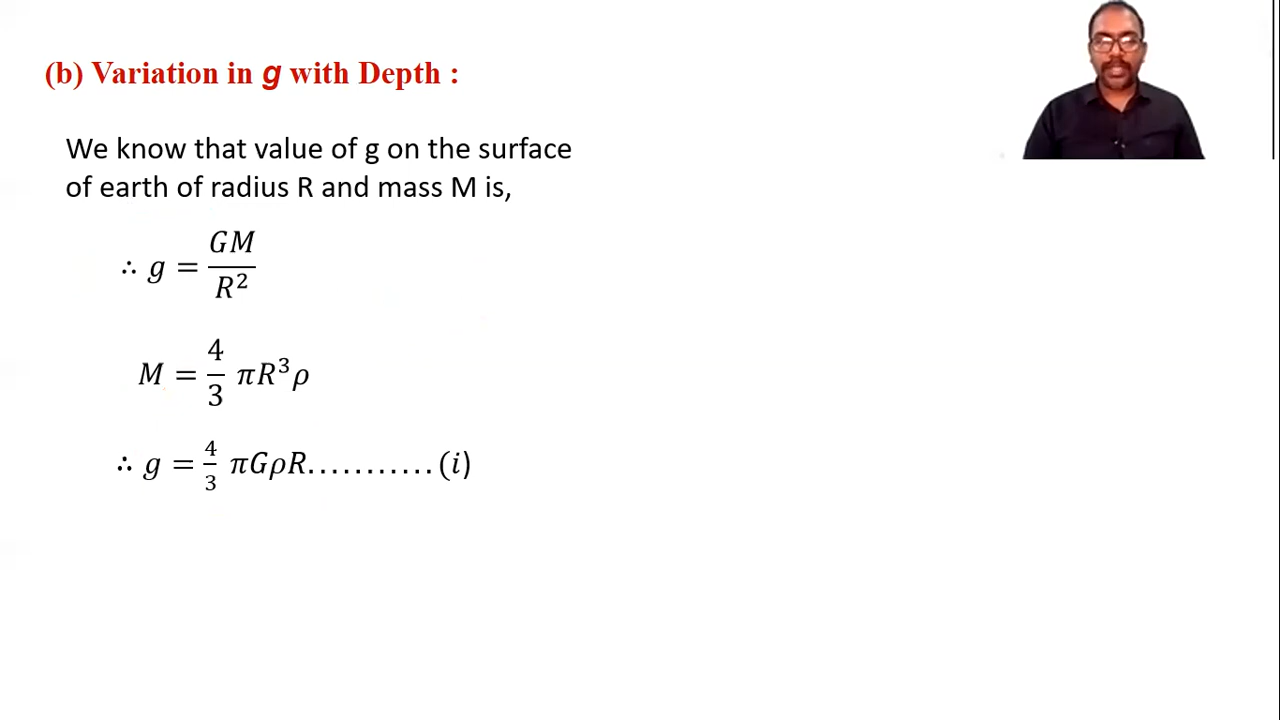 (b) Variation in g with Depth :
We know that value of g on the surface
of earth of radius R and mass M is,
∴ g = GM/R²
M = 4/3 πR³ρ
∴ g = 4/3 πGρR...........(i)